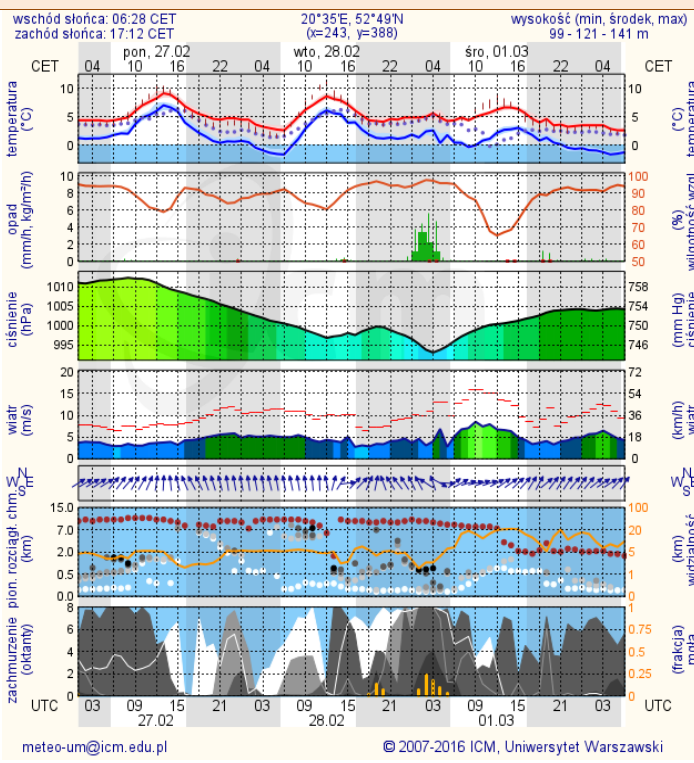 wschód słońca: 06:28 CET 20°35'E, 52°49'N wysokość (min, środek, max)
zachód słońca: 17:12 CET (x=243, y=388) 99 - 121 - 141 m
pon, 27.02 wto, 28.02 śro, 01.03
CET 04 10 16 22 04 10 16 22 04 10 16 22 04 CET
temperatura
(°C)
10
5
0
10
5
0
temperatura
(°C)
opad
(mm/h, kg/m²/h)
10
8
6
4
2
0
100
90
80
70
60
50
(%)
wilgotność wzgl.
ciśnienie
(hPa)
1010
1005
1000
995
758
754
750
746
(mm Hg)
ciśnienie
wiatr
(m/s)
20
15
10
5
0
72
54
36
18
0
(km/h)
wiatr
N
W E
S
N
W E
S
pion. rozciągł. chm.
(km)
15.0
7.0
2.0
0.5
0.0
100
20
5
1
0
(km)
widzialność
zachmurzenie
(oktanty)
8
6
4
2
0
1
0.75
0.5
0.25
0
(frakcja)
mgła
UTC 03 09 15 21 03 09 15 21 03 09 15 21 03 UTC
27.02 28.02 01.03
meteo-um@icm.edu.pl © 2007-2016 ICM, Uniwersytet Warszawski